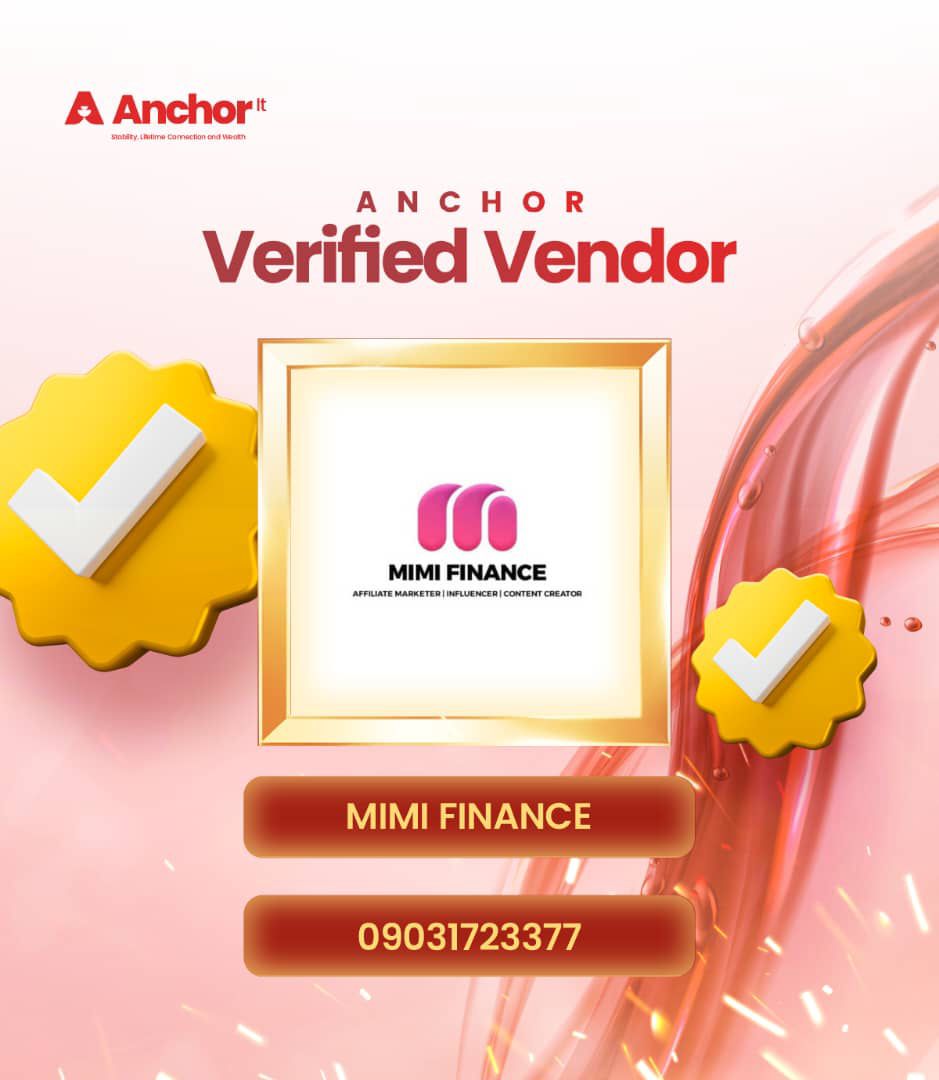 Anchor It
Stability, Lifetime Connection and Wealth
ANCHOR
Verified Vendor
MIMI FINANCE
AFFILIATE MARKETER | INFLUENCER | CONTENT CREATOR
MIMI FINANCE
09031723377